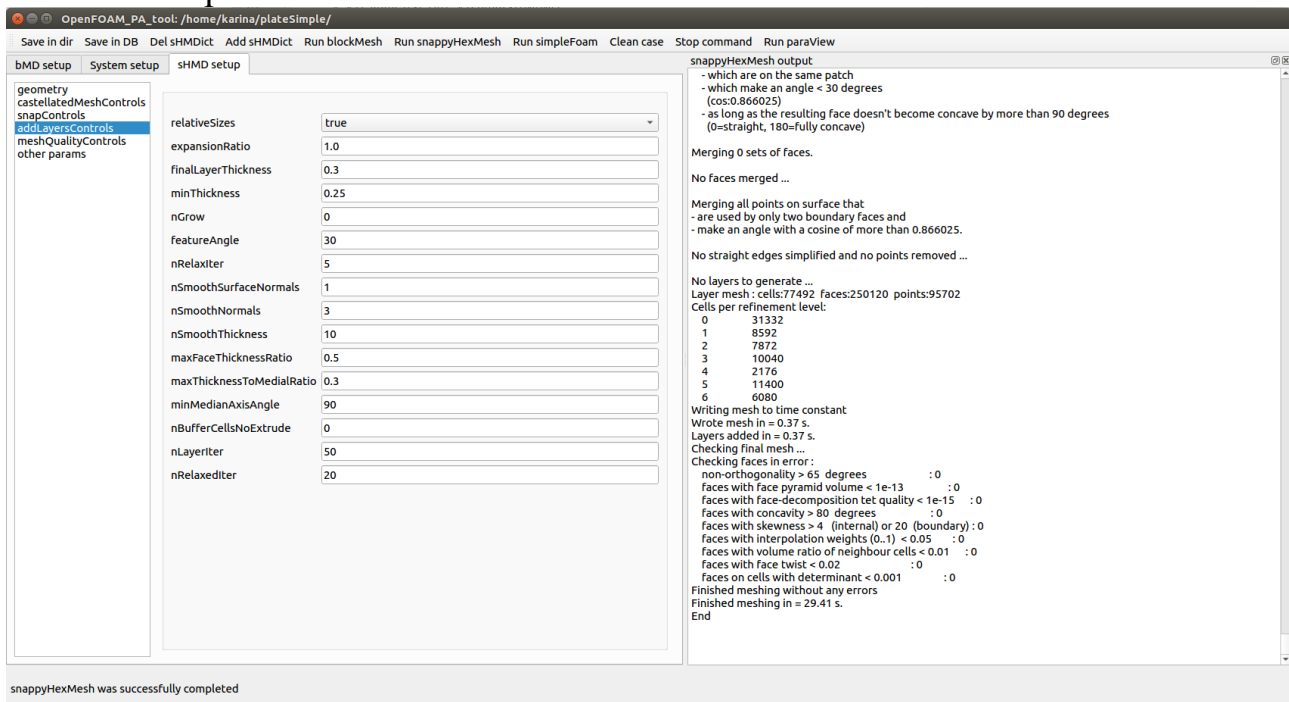 OpenFOAM_PA_tool: /home/karina/plateSimple/
Save in dir Save in DB Del sHMDict Add sHMDict Run blockMesh Run snappyHexMesh Run simpleFoam Clean case Stop command Run paraView
bMD setup System setup sHMD setup
geometry
castellatedMeshControls
snapControls
addLayersControls
meshQualityControls
other params
relativeSizes true
expansionRatio 1.0
finalLayerThickness 0.3
minThickness 0.25
nGrow 0
featureAngle 30
nRelaxIter 5
nSmoothSurfaceNormals 1
nSmoothNormals 3
nSmoothThickness 10
maxFaceThicknessRatio 0.5
maxThicknessToMedialRatio 0.3
minMedianAxisAngle 90
nBufferCellsNoExtrude 0
nLayerIter 50
nRelaxedIter 20
snappyHexMesh output
- which are on the same patch
- which make an angle < 30 degrees
(cos:0.866025)
- as long as the resulting face doesn't become concave by more than 90 degrees
(0=straight, 180=fully concave)
Merging 0 sets of faces.
No faces merged ...
Merging all points on surface that
- are used by only two boundary faces and
- make an angle with a cosine of more than 0.866025.
No straight edges simplified and no points removed ...
No layers to generate ...
Layer mesh : cells:77492 faces:250120 points:95702
Cells per refinement level:
0 31332
1 8592
2 7872
3 10040
4 2176
5 11400
6 6080
Writing mesh to time constant
Wrote mesh in = 0.37 s.
Layers added in = 0.37 s.
Checking final mesh ...
Checking faces in error :
non-orthogonality > 65 degrees : 0
faces with face pyramid volume < 1e-13 : 0
faces with face-decomposition tet quality < 1e-15 : 0
faces with concavity > 80 degrees : 0
faces with skewness > 4 (internal) or 20 (boundary) : 0
faces with interpolation weights (0..1) < 0.05 : 0
faces with volume ratio of neighbour cells < 0.01 : 0
faces with face twist < 0.02 : 0
faces on cells with determinant < 0.001 : 0
Finished meshing without any errors
Finished meshing in = 29.41 s.
End
snappyHexMesh was successfully completed